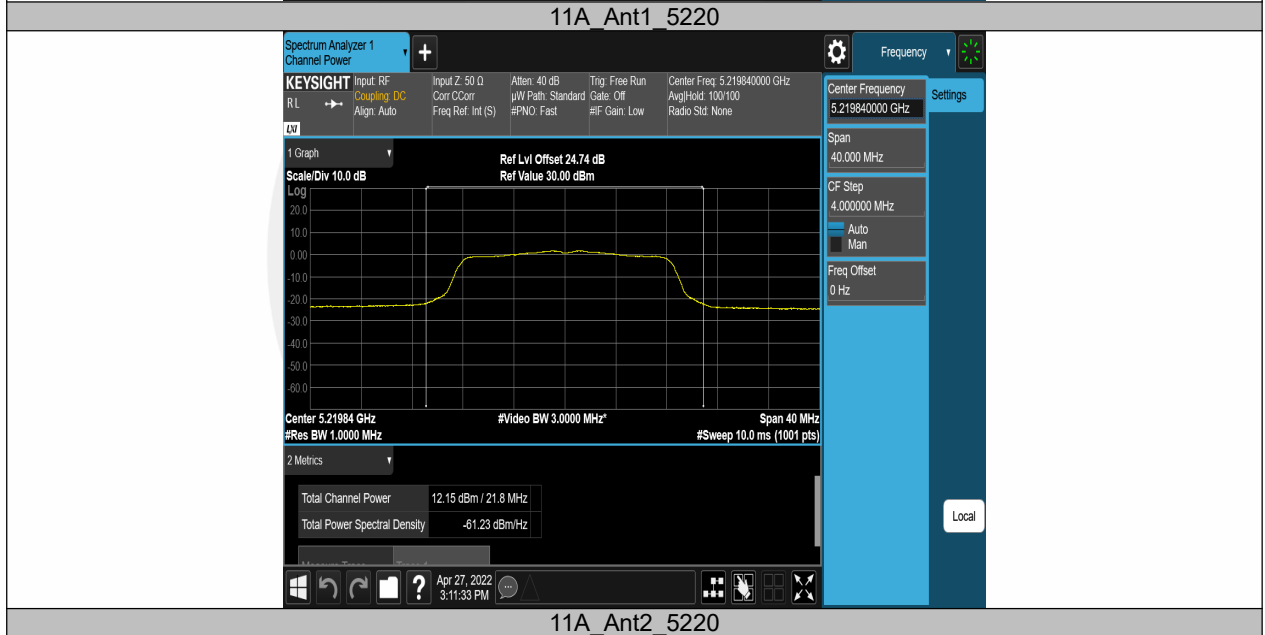 11A_Ant1_5220
Spectrum Analyzer 1
Channel Power
+
Frequency
KEYSIGHT
RL
LXI
Input: RF
Coupling: DC
Align: Auto
Input Z: 50 Ω
Corr CCorr
Freq Ref: Int (S)
Atten: 40 dB
µW Path: Standard
#PNO: Fast
Trig: Free Run
Gate: Off
#IF Gain: Low
Center Freq: 5.219840000 GHz
Avg|Hold: 100/100
Radio Std: None
Center Frequency
5.219840000 GHz
Settings
Span
40.000 MHz
CF Step
4.000000 MHz
Auto
Man
Freq Offset
0 Hz
Local
1 Graph
Scale/Div 10.0 dB
Ref Lvl Offset 24.74 dB
Ref Value 30.00 dBm
Log
20.0
10.0
0.00
-10.0
-20.0
-30.0
-40.0
-50.0
-60.0
Center 5.21984 GHz
#Video BW 3.0000 MHz*
Span 40 MHz
#Res BW 1.0000 MHz
#Sweep 10.0 ms (1001 pts)
2 Metrics
Total Channel Power 12.15 dBm / 21.8 MHz
Total Power Spectral Density -61.23 dBm/Hz
?
Apr 27, 2022
3:11:33 PM
11A_Ant2_5220